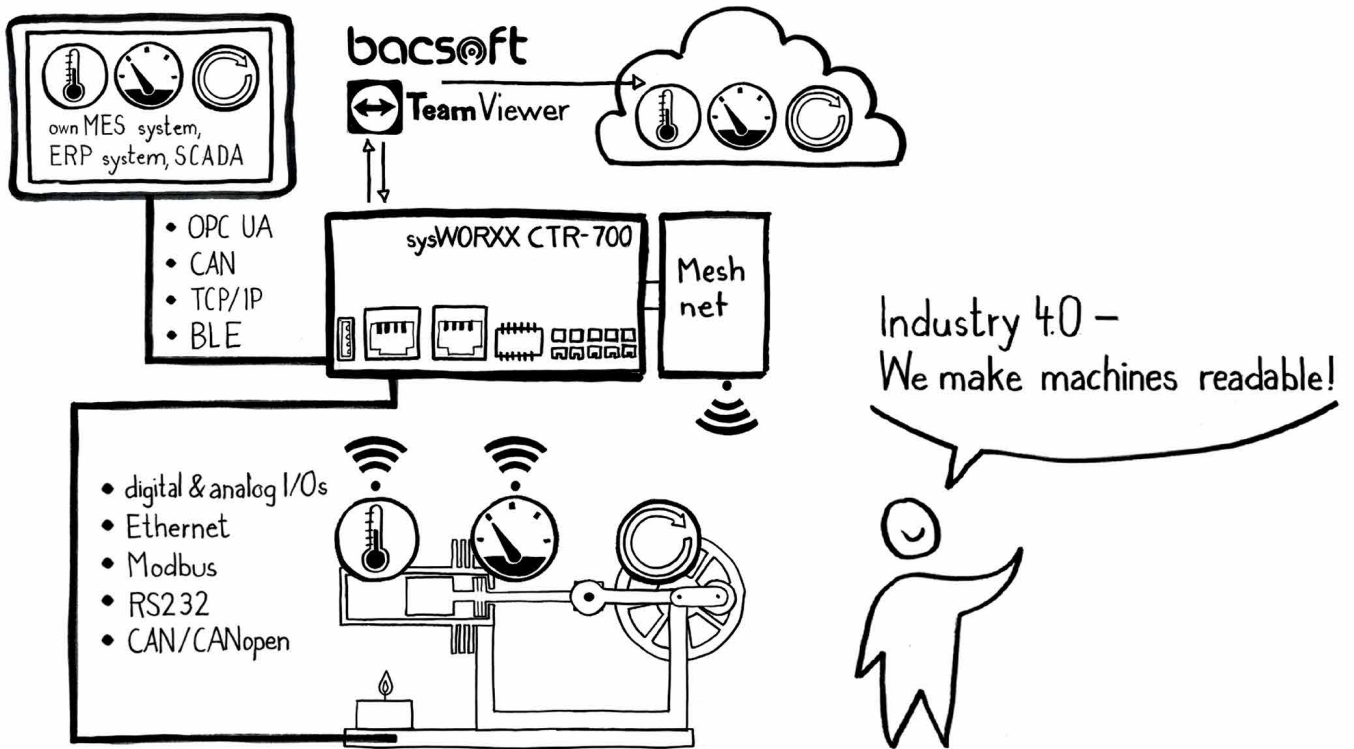 own MES system,
ERP system, SCADA
bacsoft
TeamViewer
• OPC UA
• CAN
• TCP/IP
• BLE
sysWORXX CTR-700
Mesh
net
Industry 4.0 –
We make machines readable!
• digital & analog I/Os
• Ethernet
• Modbus
• RS232
• CAN/CANopen